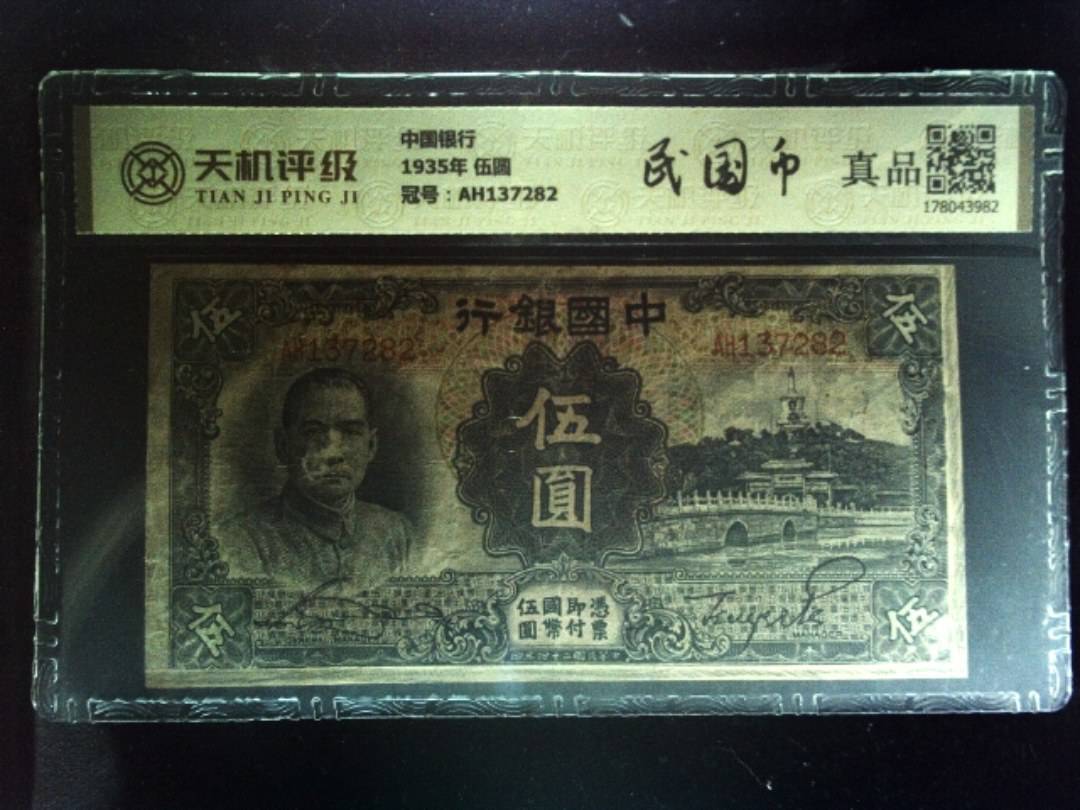 天机评级
TIAN JI PING JI
中国银行
1935年 伍圆
冠号：AH137282
民国币
真品
178043982
伍
行銀國中
伍
AH137282
AH137282
伍
圓
憑票
即付
國幣
伍圓
伍
伍